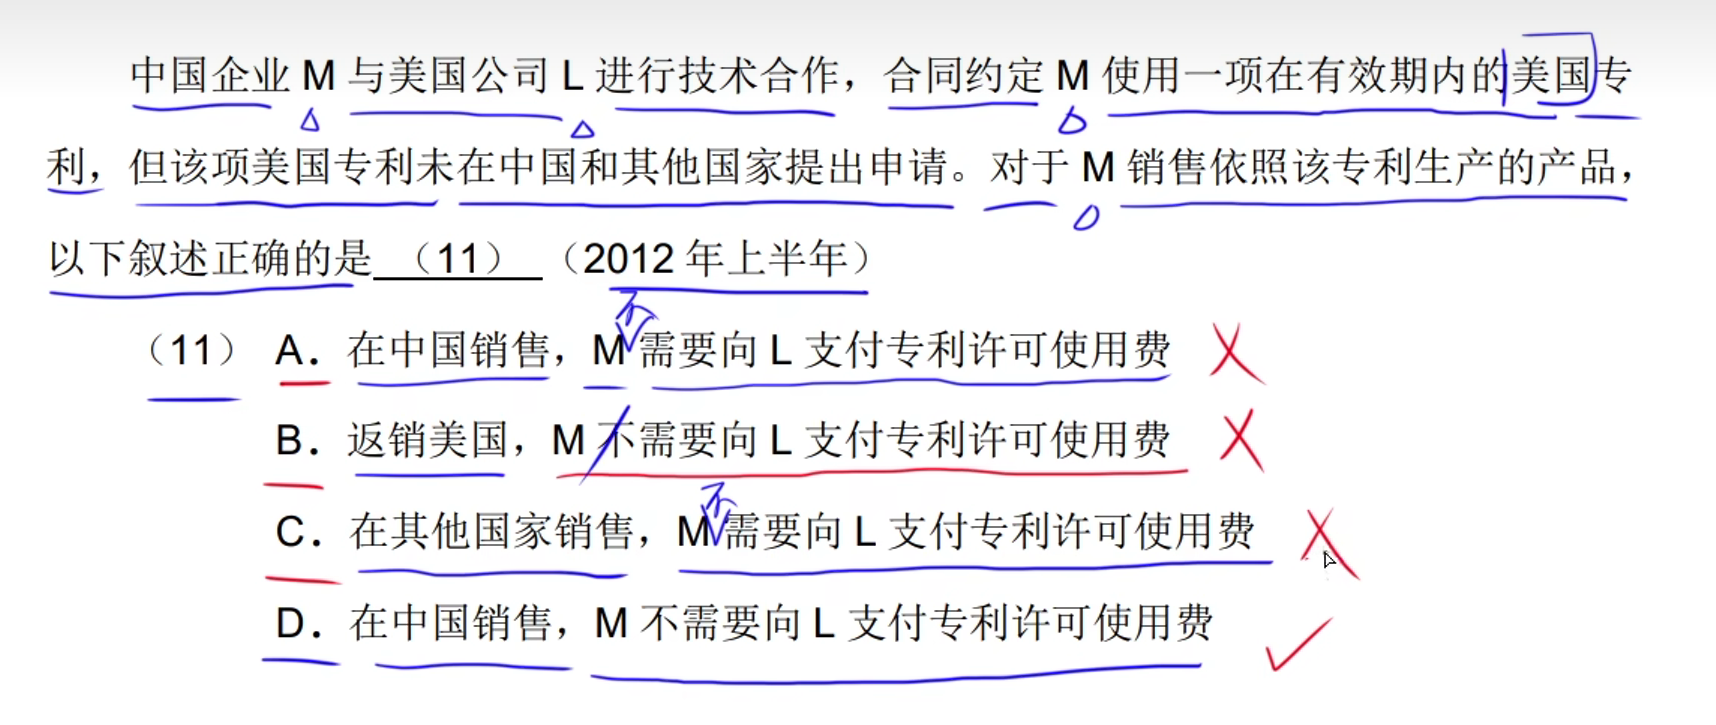 中国企业 M 与美国公司 L 进行技术合作，合同约定 M 使用一项在有效期内的美国专
利，但该项美国专利未在中国和其他国家提出申请。对于 M 销售依照该专利生产的产品，
以下叙述正确的是 （11） （2012 年上半年）
不
（11） A．在中国销售，M 需要向 L 支付专利许可使用费
B．返销美国，M 不需要向 L 支付专利许可使用费
不
C．在其他国家销售，M 需要向 L 支付专利许可使用费
D．在中国销售，M 不需要向 L 支付专利许可使用费